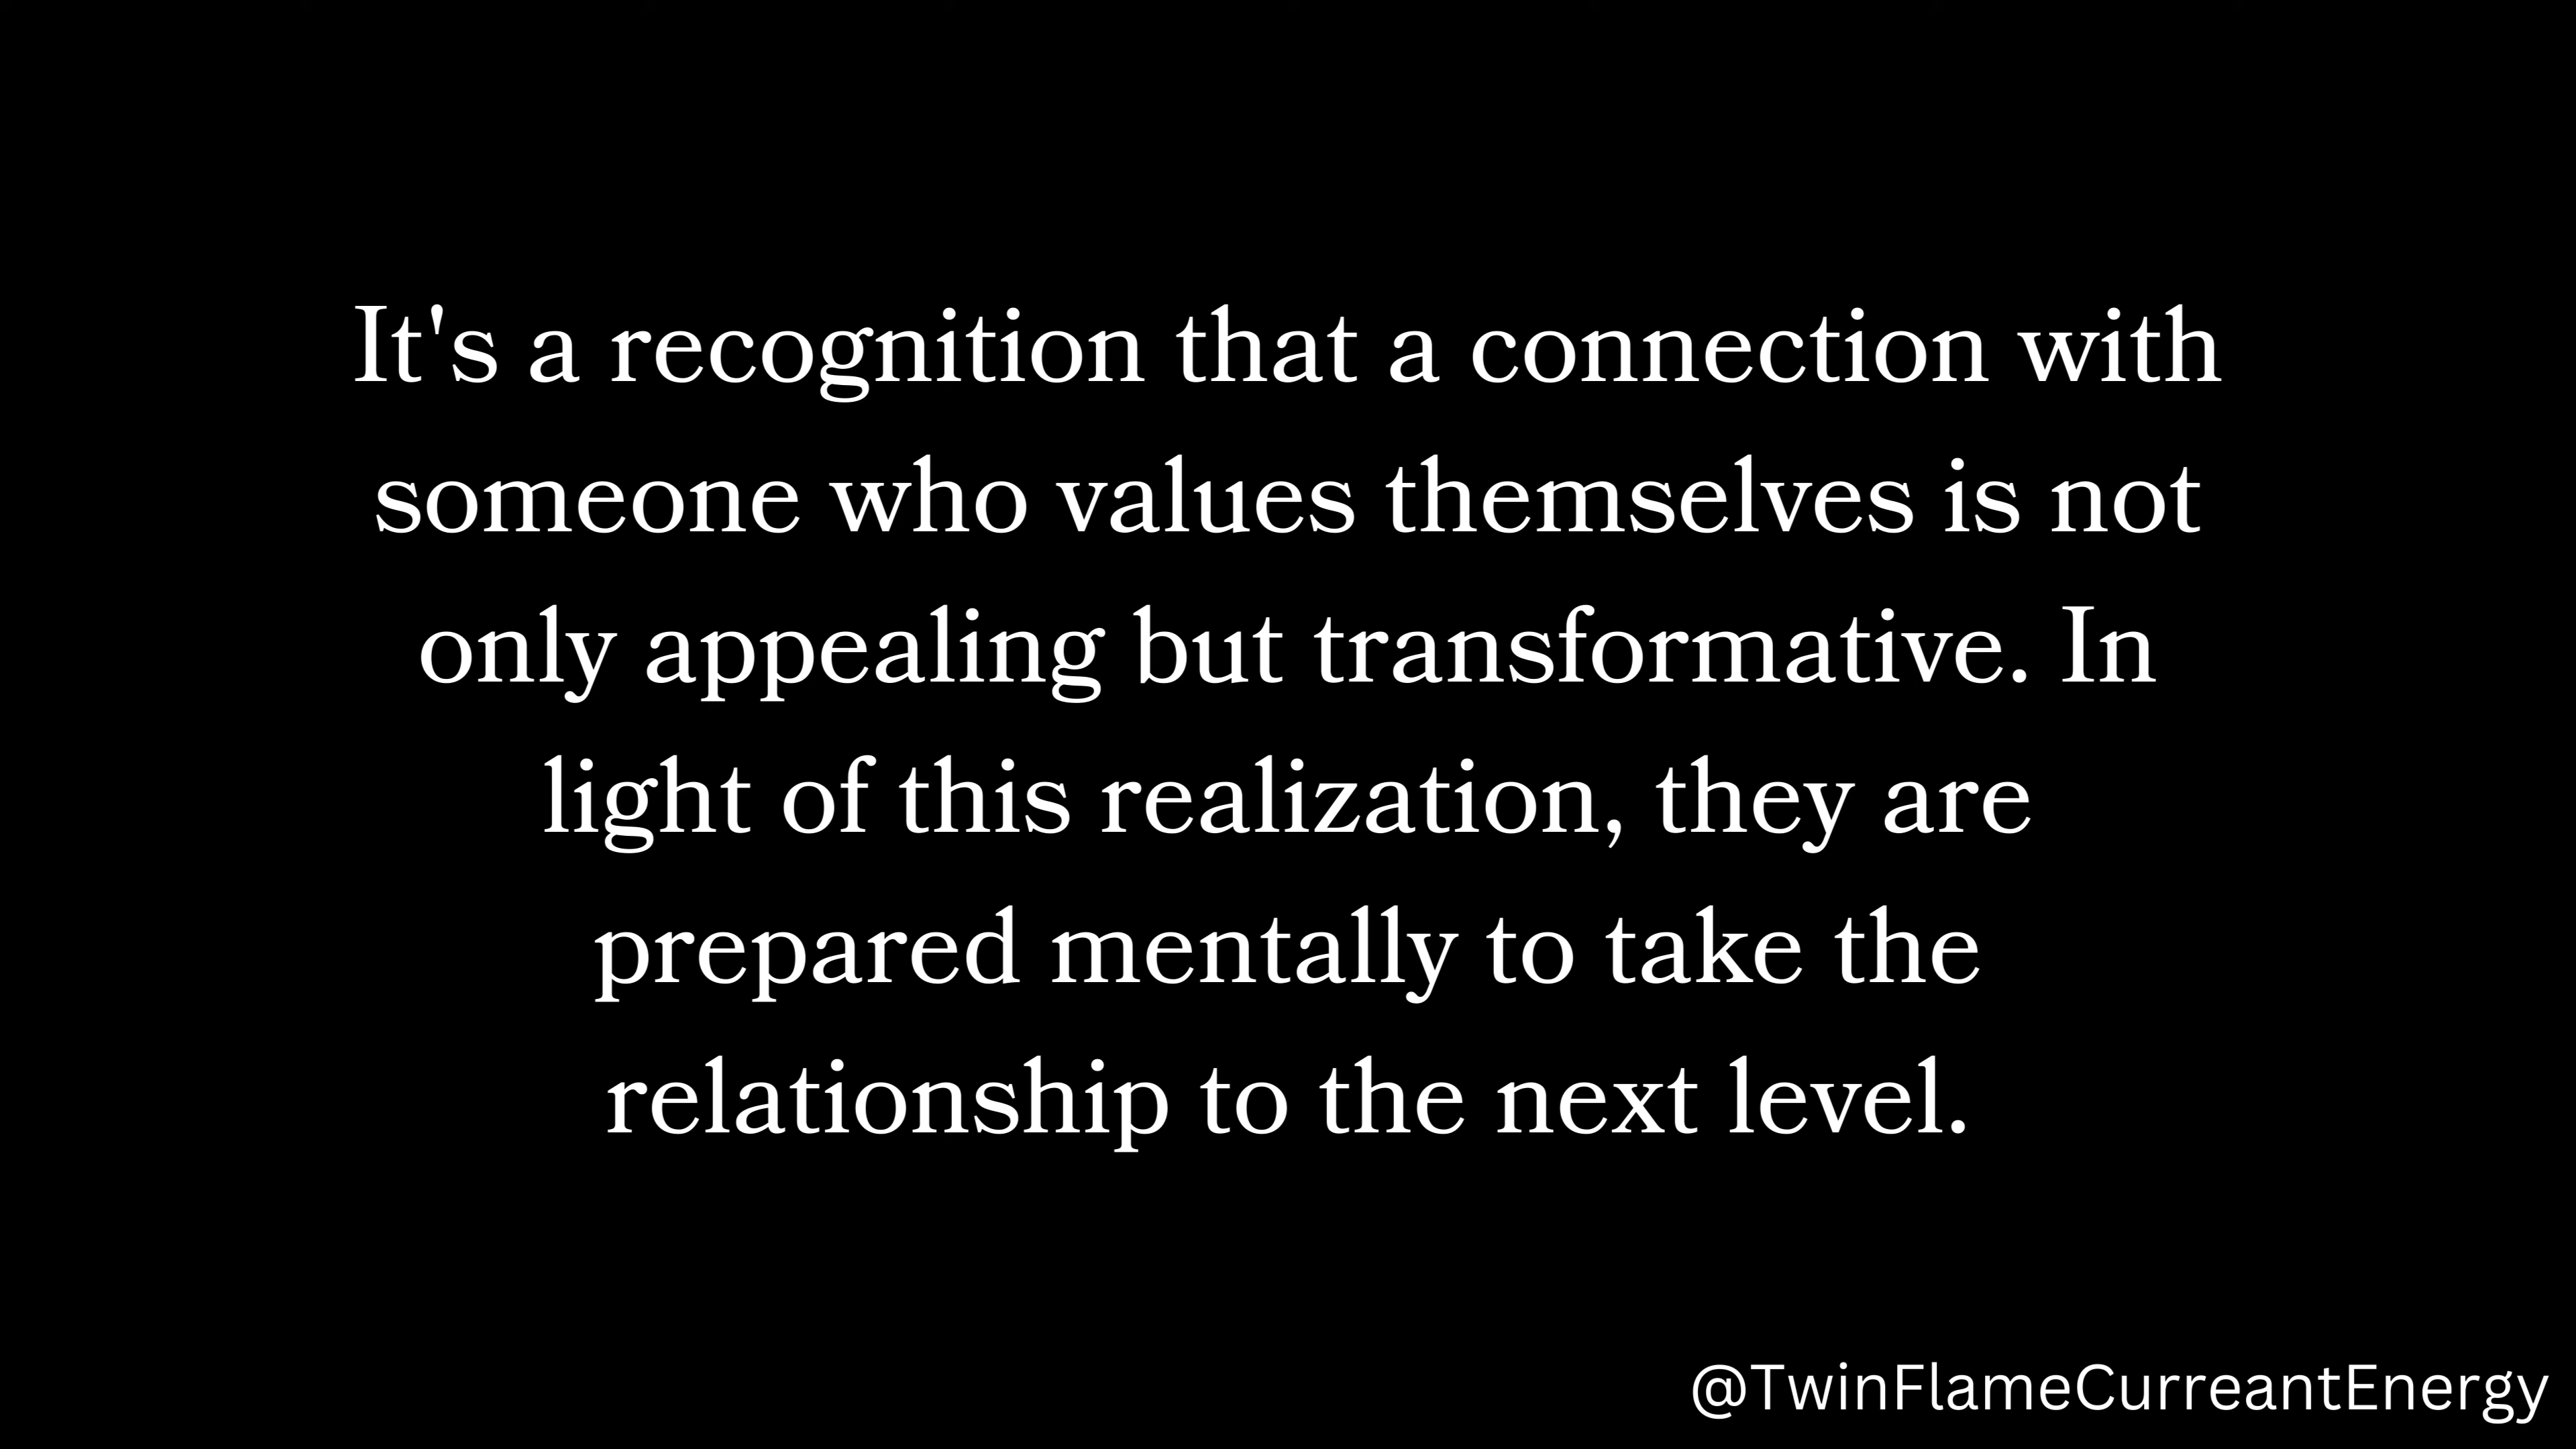 It's a recognition that a connection with
someone who values themselves is not
only appealing but transformative. In
light of this realization, they are
prepared mentally to take the
relationship to the next level.
@TwinFlameCurreantEnergy